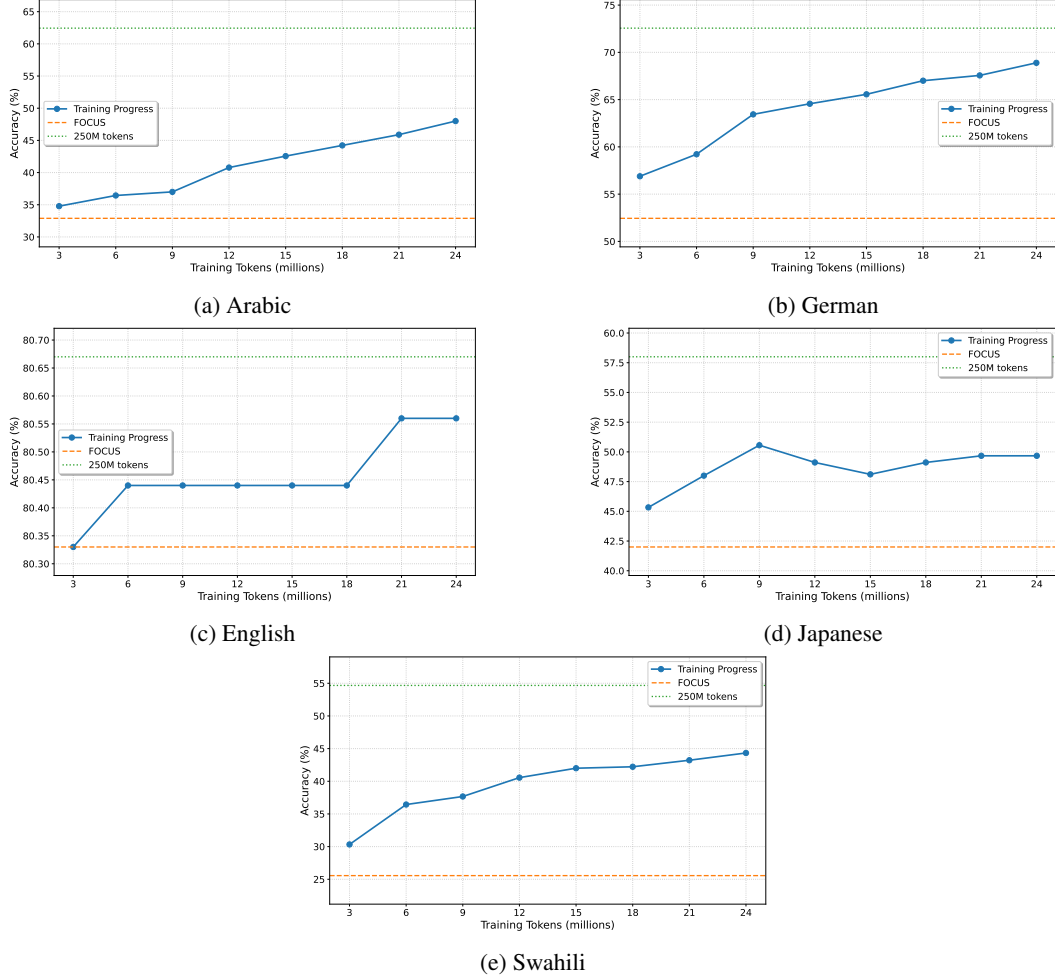 65
60
55
50
45
40
35
30
Accuracy (%)
Training Progress
FOCUS
250M tokens
3 6 9 12 15 18 21 24
Training Tokens (millions)
(a) Arabic
75
70
65
60
55
50
Accuracy (%)
Training Progress
FOCUS
250M tokens
3 6 9 12 15 18 21 24
Training Tokens (millions)
(b) German
80.70
80.65
80.60
80.55
80.50
80.45
80.40
80.35
80.30
Accuracy (%)
Training Progress
FOCUS
250M tokens
3 6 9 12 15 18 21 24
Training Tokens (millions)
(c) English
60.0
57.5
55.0
52.5
50.0
47.5
45.0
42.5
40.0
Accuracy (%)
Training Progress
FOCUS
250M tokens
3 6 9 12 15 18 21 24
Training Tokens (millions)
(d) Japanese
55
50
45
40
35
30
25
Accuracy (%)
Training Progress
FOCUS
250M tokens
3 6 9 12 15 18 21 24
Training Tokens (millions)
(e) Swahili